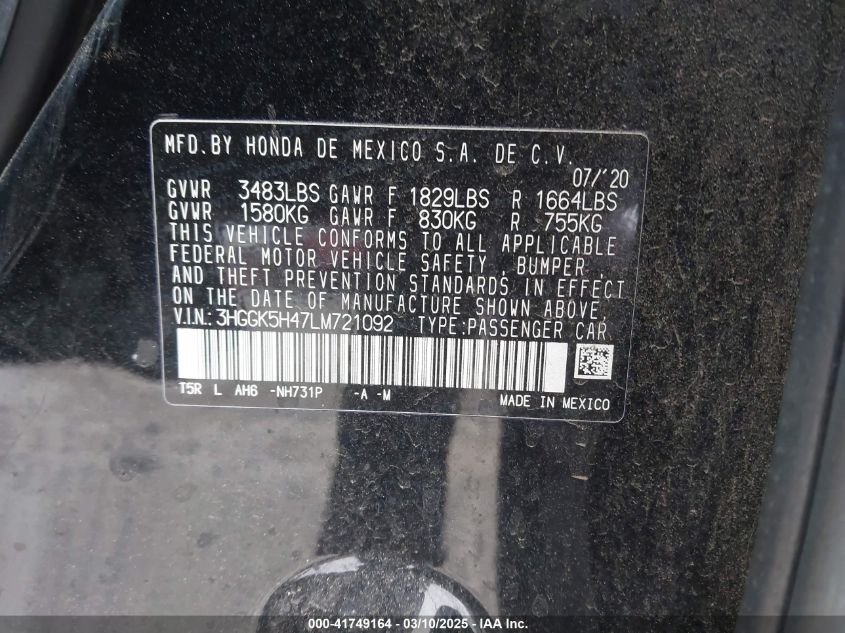 MFD.BY HONDA DE MEXICO S.A. DE C.V.
07/'20
GVWR 3483LBS GAWR F 1829LBS R 1664LBS
GVWR 1580KG GAWR F 830KG R 755KG
THIS VEHICLE CONFORMS TO ALL APPLICABLE
FEDERAL MOTOR VEHICLE SAFETY, BUMPER,
AND THEFT PREVENTION STANDARDS IN EFFECT
ON THE DATE OF MANUFACTURE SHOWN ABOVE.
V.I.N.:3HGGK5H47LM721092 TYPE:PASSENGER CAR
T5R L AH6 -NH731P -A -M
MADE IN MEXICO
000-41749164 - 03/10/2025 - IAA Inc.